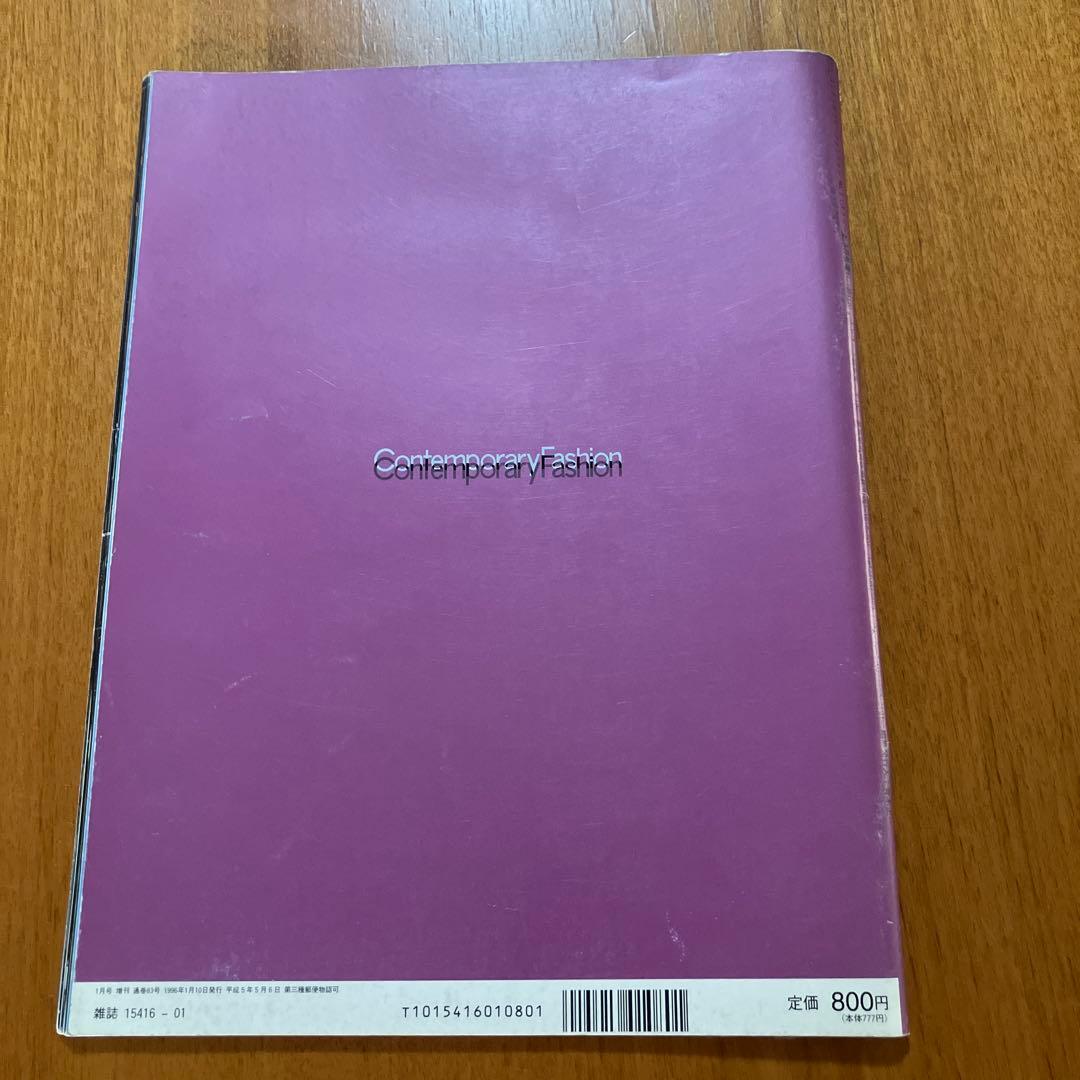 ContemporaryFashion
ContemporaryFashion
1月号 増刊 通巻83号 1996年1月10日発行 平成5年5月6日 第三種郵便物認可
雑誌 15416-01
T1015416010801
定価 800円
(本体777円)